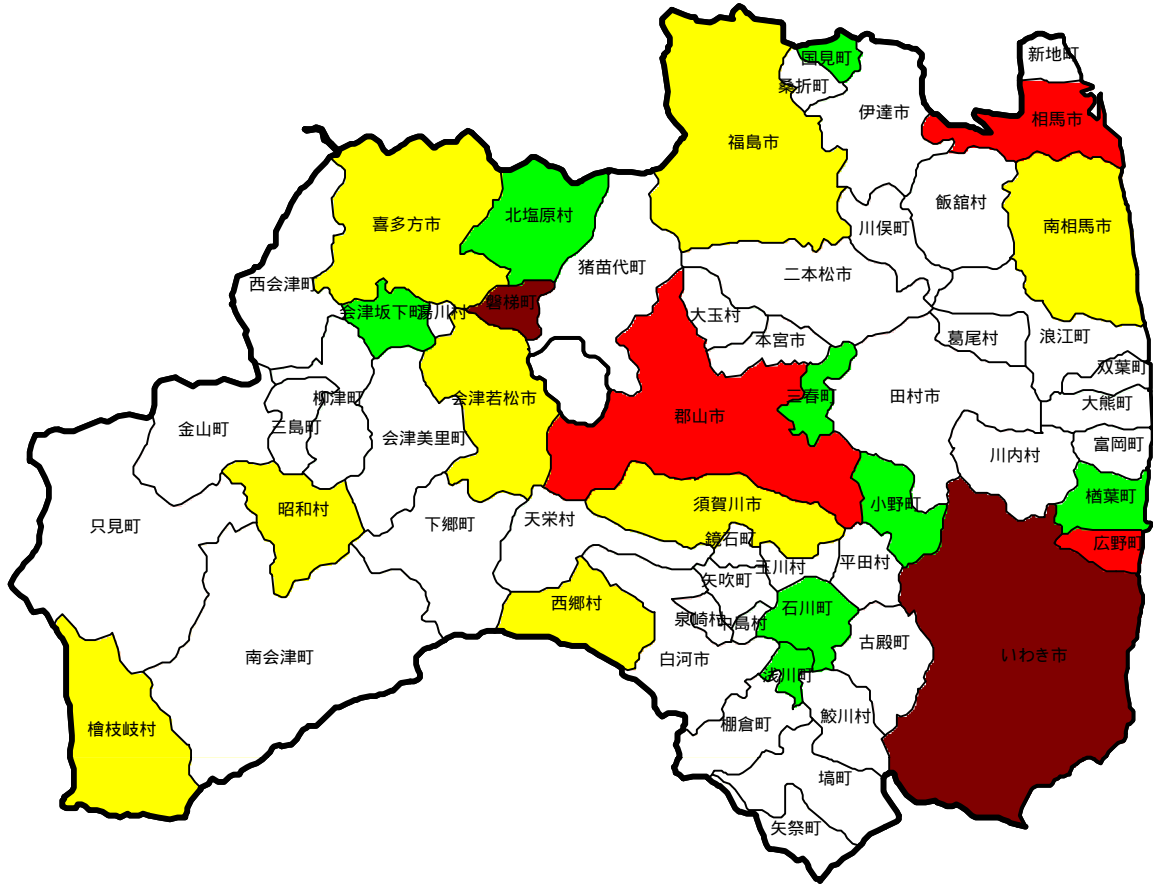 国見町
新地町
桑折町
伊達市
相馬市
福島市
飯舘村
北塩原村
喜多方市
川俣町
南相馬市
猪苗代町
二本松市
西会津町
磐梯町
会津坂下町
湯川村
大玉村
本宮市
葛尾村
浪江町
双葉町
柳津町
会津若松市
三春町
田村市
大熊町
郡山市
金山町
三島町
会津美里町
富岡町
川内村
楢葉町
昭和村
須賀川市
小野町
只見町
下郷町
天栄村
鏡石町
広野町
玉川村
平田村
矢吹町
西郷村
石川町
泉崎村
中島村
古殿町
南会津町
白河市
いわき市
浅川町
檜枝岐村
棚倉町
鮫川村
塙町
矢祭町